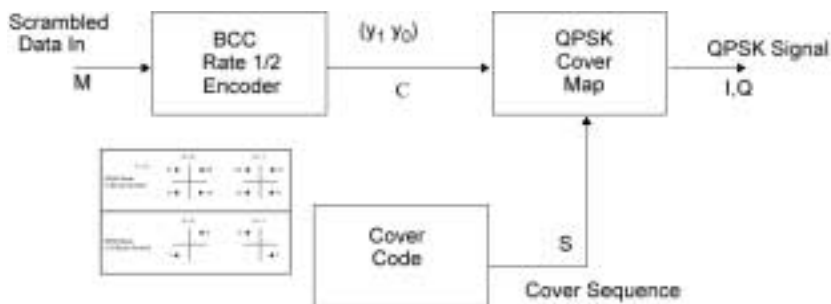 Scrambled
Data In
M
BCC
Rate 1/2
Encoder
(y₁ y₀)
C
QPSK
Cover
Map
QPSK Signal
I,Q
Cover
Code
S
Cover Sequence